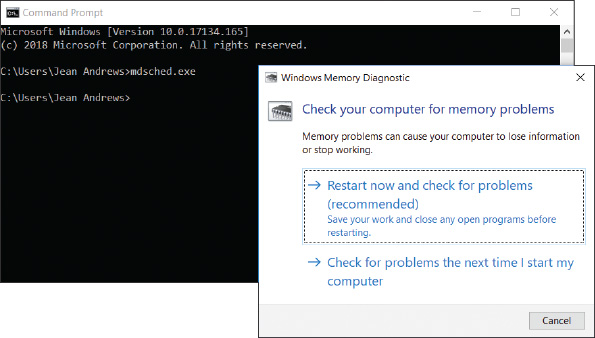 Command Prompt
Microsoft Windows [Version 10.0.17134.165]
(c) 2018 Microsoft Corporation. All rights reserved.
C:\Users\Jean Andrews>mdsched.exe
C:\Users\Jean Andrews>
Windows Memory Diagnostic
Check your computer for memory problems
Memory problems can cause your computer to lose information
or stop working.
Restart now and check for problems
(recommended)
Save your work and close any open programs before
restarting.
Check for problems the next time I start my
computer
Cancel